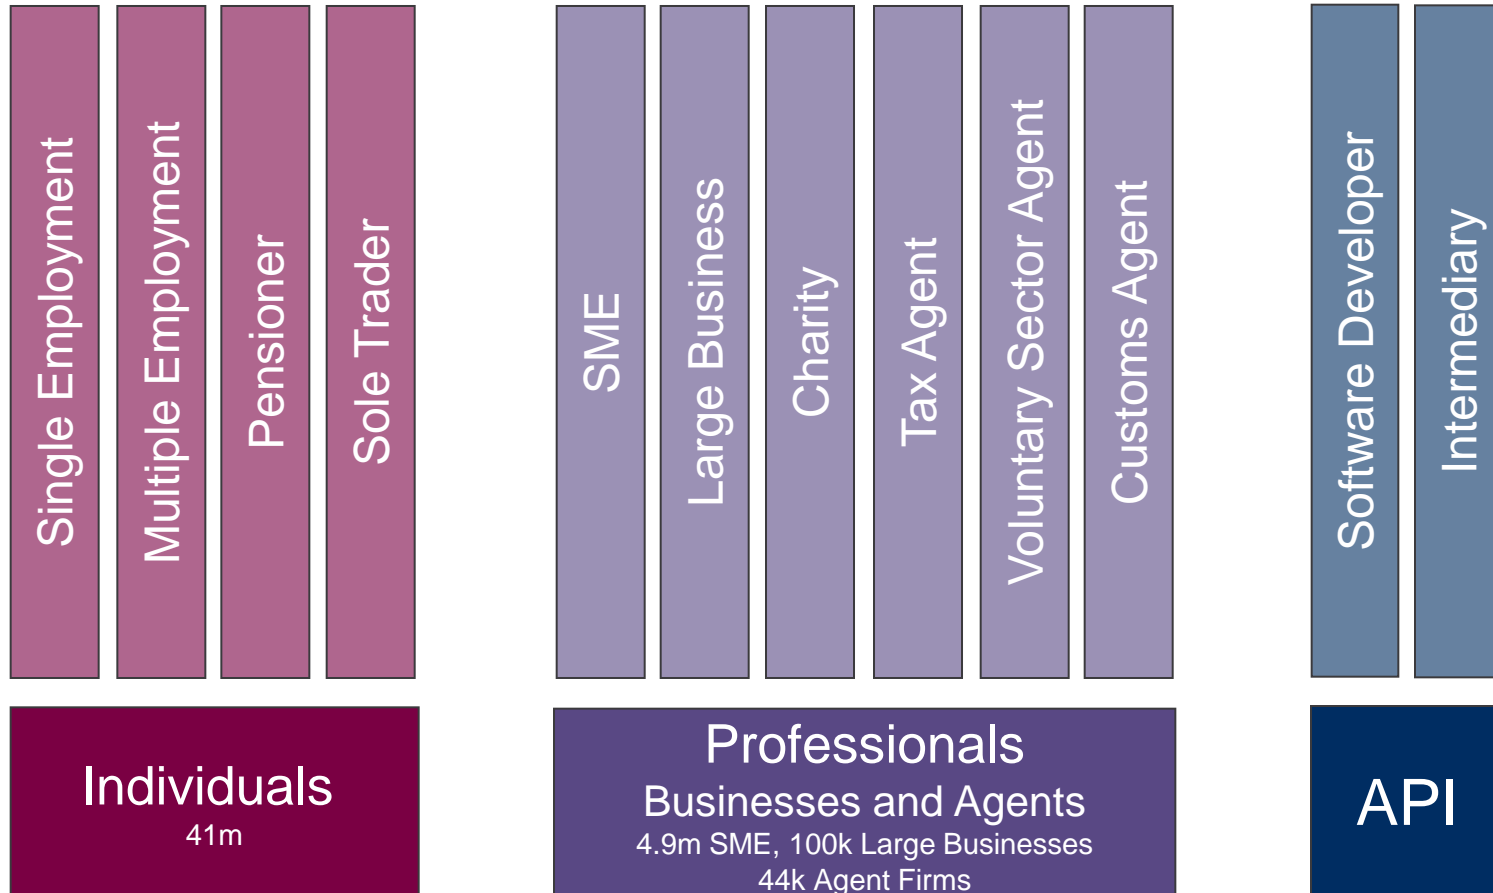 Single Employment
Multiple Employment
Pensioner
Sole Trader
SME
Large Business
Charity
Tax Agent
Voluntary Sector Agent
Customs Agent
Software Developer
Intermediary
Individuals
41m
Professionals
Businesses and Agents
4.9m SME, 100k Large Businesses
44k Agent Firms
API